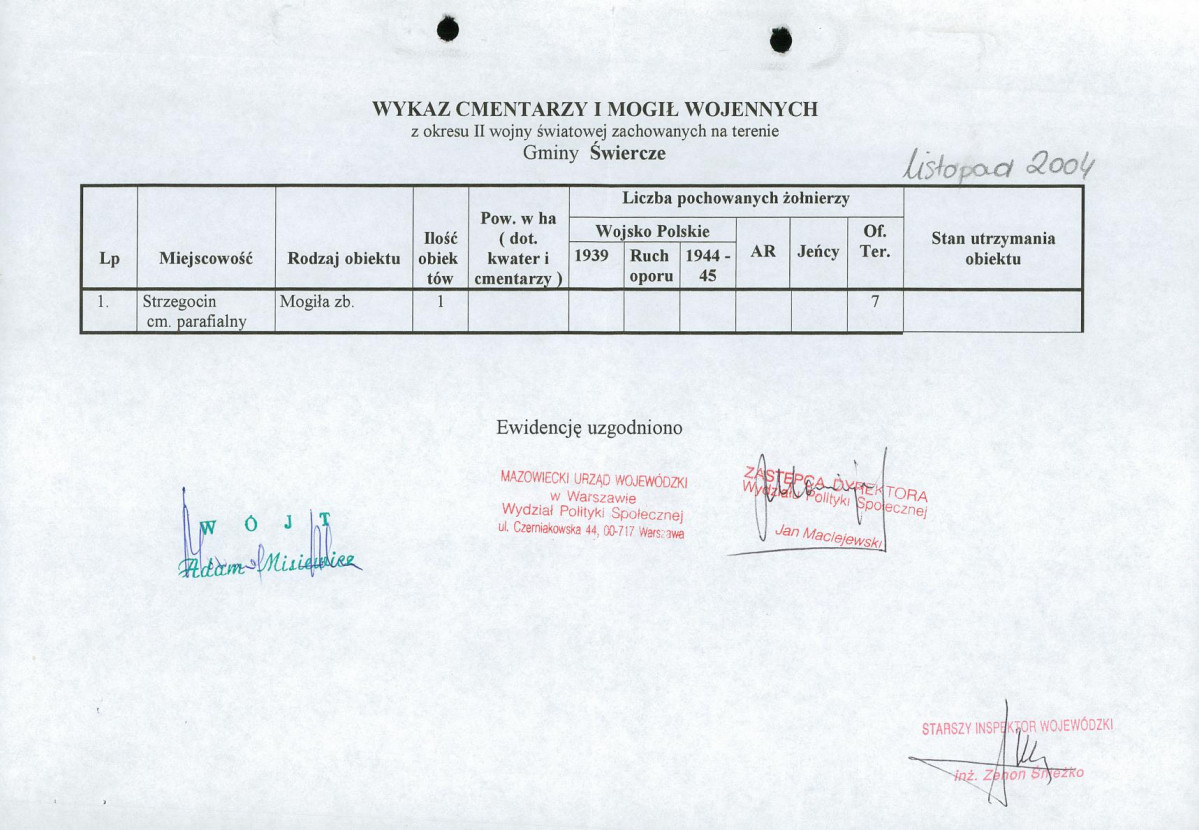 WYKAZ CMENTARZY I MOGIŁ WOJENNYCH
z okresu II wojny światowej zachowanych na terenie
Gminy Świercze
listopad 2004
Lp Miejscowość Rodzaj obiektu Ilość obiek tów Pow. w ha ( dot. kwater i cmentarzy ) Liczba pochowanych żołnierzy Stan utrzymania obiektu
Wojsko Polskie AR Jeńcy Of. Ter.
1939 Ruch oporu 1944 - 45
1. Strzegocin Mogiła zb. 1 7
cm. parafialny
Ewidencję uzgodniono
MAZOWIECKI URZĄD WOJEWÓDZKI
w Warszawie
Wydział Polityki Społecznej
ul. Czerniakowska 44, 00-717 Warszawa
ZASTĘPCA DYREKTORA
Wydziału Polityki Społecznej
Jan Maciejewski
WÓJT
Adam Misiewicz
STARSZY INSPEKTOR WOJEWÓDZKI
inż. Zenon Śnieżko